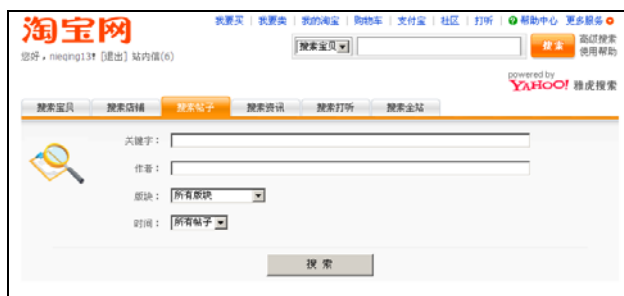 淘宝网
我要买 | 我要卖 | 我的淘宝 | 购物车 | 支付宝 | 社区 | 打听 | 帮助中心 更多服务
您好，nieqing13! [退出] 站内信(6)
搜索宝贝 搜索 高级搜索
使用帮助
powered by
YAHOO! 雅虎搜索
搜索宝贝 搜索店铺 搜索帖子 搜索资讯 搜索打听 搜索全站
关键字：
作者：
版块： 所有版块
时间： 所有帖子
搜 索